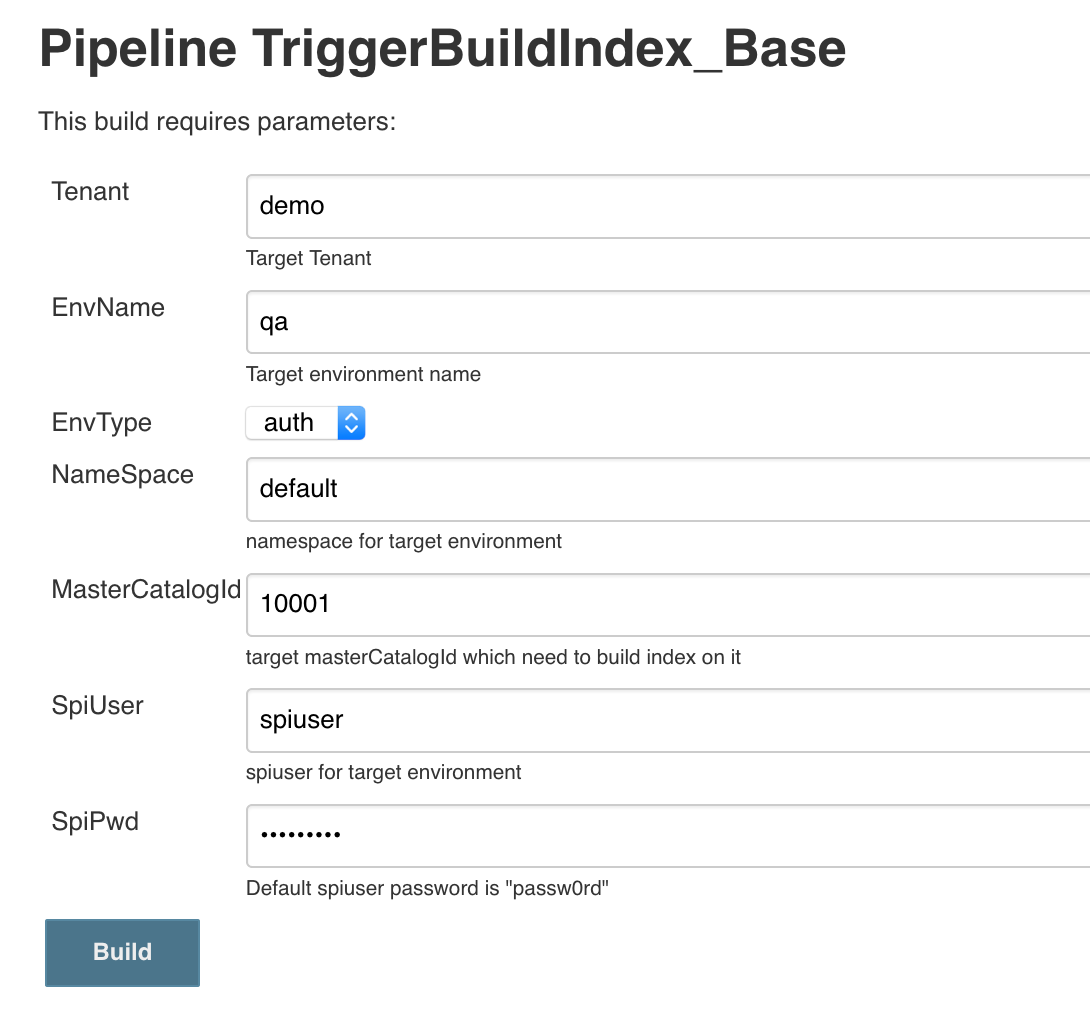 Pipeline TriggerBuildIndex_Base
This build requires parameters:
Tenant
demo
Target Tenant
EnvName
qa
Target environment name
EnvType
auth
NameSpace
default
namespace for target environment
MasterCatalogId
10001
target masterCatalogId which need to build index on it
SpiUser
spiuser
spiuser for target environment
SpiPwd
•••••••••
Default spiuser password is "passw0rd"
Build